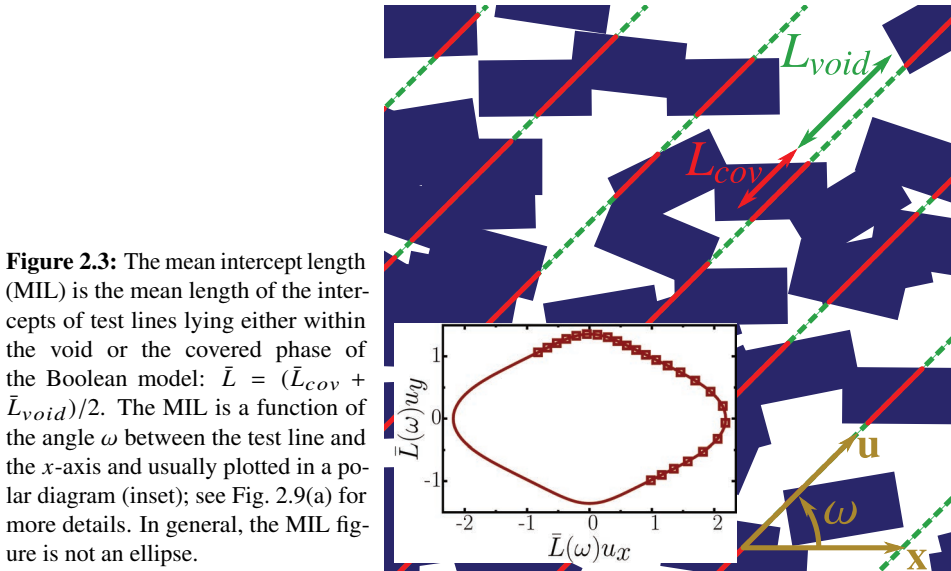 Figure 2.3: The mean intercept length
(MIL) is the mean length of the inter-
cepts of test lines lying either within
the void or the covered phase of
the Boolean model: L̄ = (L̄cov +
L̄void)/2. The MIL is a function of
the angle ω between the test line and
the x-axis and usually plotted in a po-
lar diagram (inset); see Fig. 2.9(a) for
more details. In general, the MIL fig-
ure is not an ellipse.
Lvoid
Lcov
L̄(ω)uy
1
0
-1
-2
-1
0
1
2
L̄(ω)ux
u
ω
x